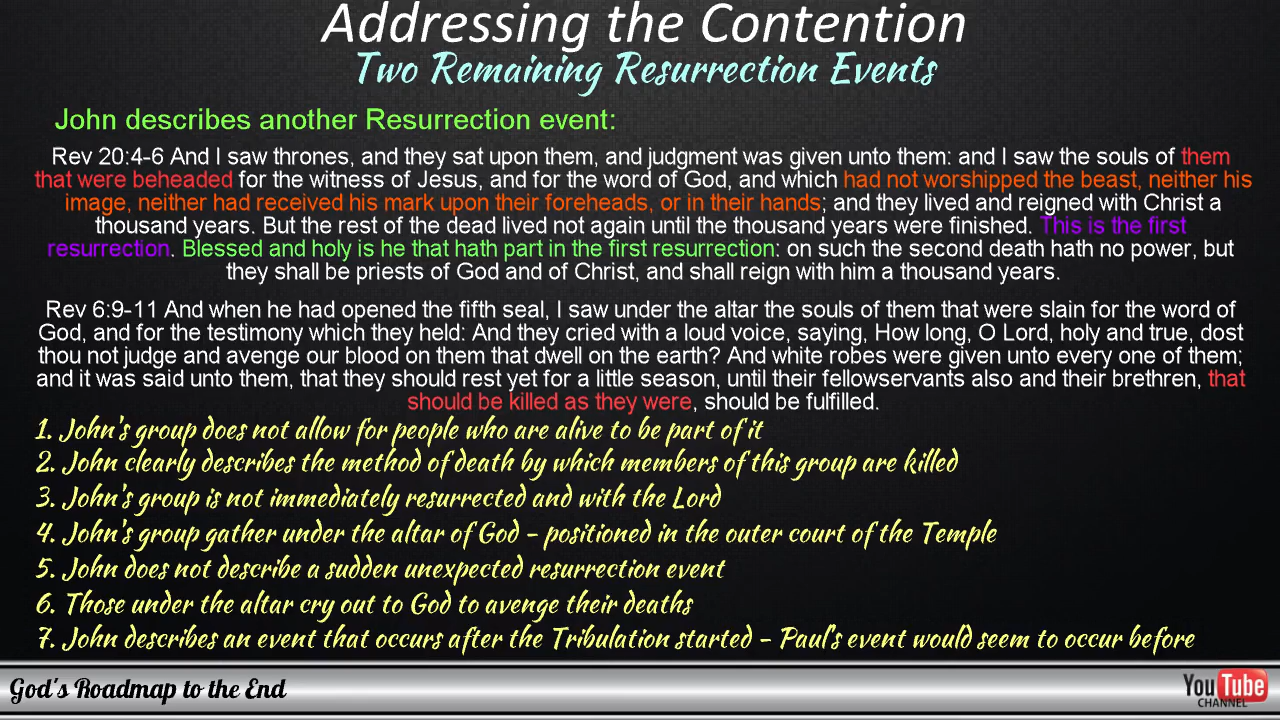 Addressing the Contention
Two Remaining Resurrection Events
John describes another Resurrection event:
Rev 20:4-6 And I saw thrones, and they sat upon them, and judgment was given unto them: and I saw the souls of them
that were beheaded for the witness of Jesus, and for the word of God, and which had not worshipped the beast, neither his
image, neither had received his mark upon their foreheads, or in their hands; and they lived and reigned with Christ a
thousand years. But the rest of the dead lived not again until the thousand years were finished. This is the first
resurrection. Blessed and holy is he that hath part in the first resurrection: on such the second death hath no power, but
they shall be priests of God and of Christ, and shall reign with him a thousand years.
Rev 6:9-11 And when he had opened the fifth seal, I saw under the altar the souls of them that were slain for the word of
God, and for the testimony which they held: And they cried with a loud voice, saying, How long, O Lord, holy and true, dost
thou not judge and avenge our blood on them that dwell on the earth? And white robes were given unto every one of them;
and it was said unto them, that they should rest yet for a little season, until their fellowservants also and their brethren, that
should be killed as they were, should be fulfilled.
1. John's group does not allow for people who are alive to be part of it
2. John clearly describes the method of death by which members of this group are killed
3. John's group is not immediately resurrected and with the Lord
4. John's group gather under the altar of God – positioned in the outer court of the Temple
5. John does not describe a sudden unexpected resurrection event
6. Those under the altar cry out to God to avenge their deaths
7. John describes an event that occurs after the Tribulation started – Paul's event would seem to occur before
God's Roadmap to the End
YouTube
CHANNEL